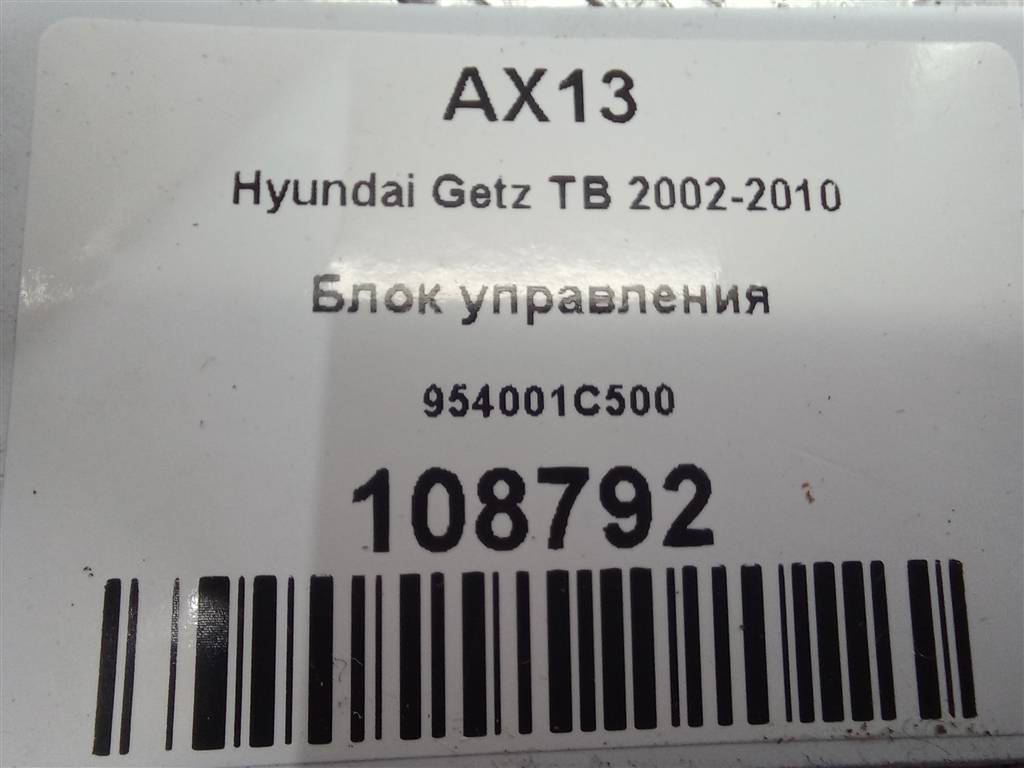 AX13
Hyundai Getz TB 2002-2010
Блок управления
954001C500
108792